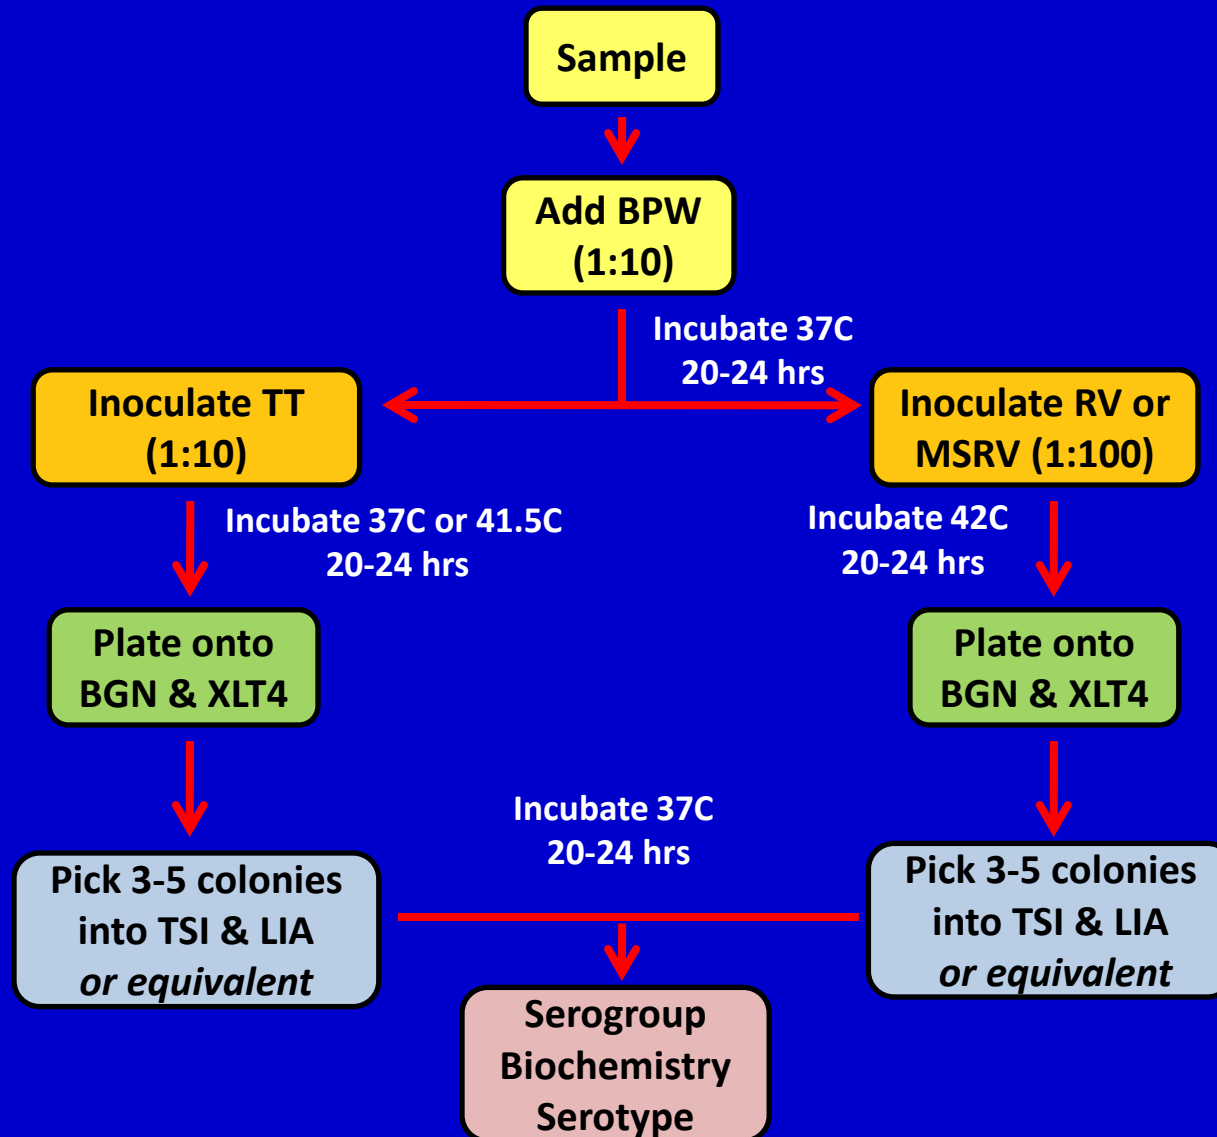 Sample
Add BPW
(1:10)
Incubate 37C
20-24 hrs
Inoculate TT
(1:10)
Inoculate RV or
MSRV (1:100)
Incubate 37C or 41.5C
20-24 hrs
Incubate 42C
20-24 hrs
Plate onto
BGN & XLT4
Plate onto
BGN & XLT4
Incubate 37C
20-24 hrs
Pick 3-5 colonies
into TSI & LIA
or equivalent
Pick 3-5 colonies
into TSI & LIA
or equivalent
Serogroup
Biochemistry
Serotype